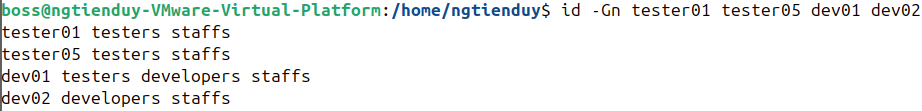 boss@ngtienduy-VMware-Virtual-Platform:/home/ngtienduy$ id -Gn tester01 tester05 dev01 dev02
tester01 testers staffs
tester05 testers staffs
dev01 testers developers staffs
dev02 developers staffs